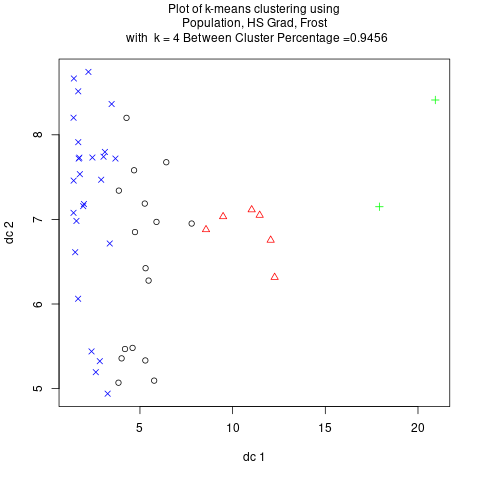 Plot of k-means clustering using
Population, HS Grad, Frost
with k = 4 Between Cluster Percentage =0.9456
8
7
6
5
dc 2
5
10
15
20
dc 1